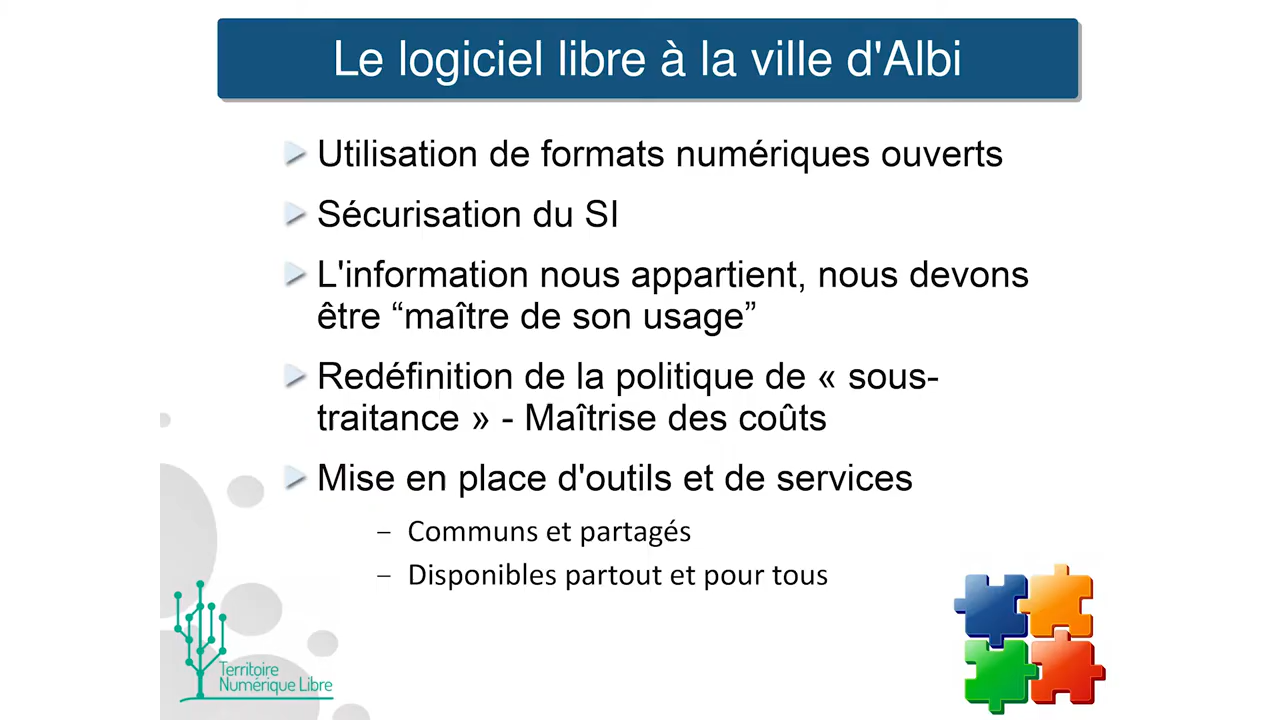 Le logiciel libre à la ville d'Albi
Utilisation de formats numériques ouverts
Sécurisation du SI
L'information nous appartient, nous devons
être “maître de son usage”
Redéfinition de la politique de « sous-
traitance » - Maîtrise des coûts
Mise en place d'outils et de services
– Communs et partagés
– Disponibles partout et pour tous
Territoire
Numérique Libre